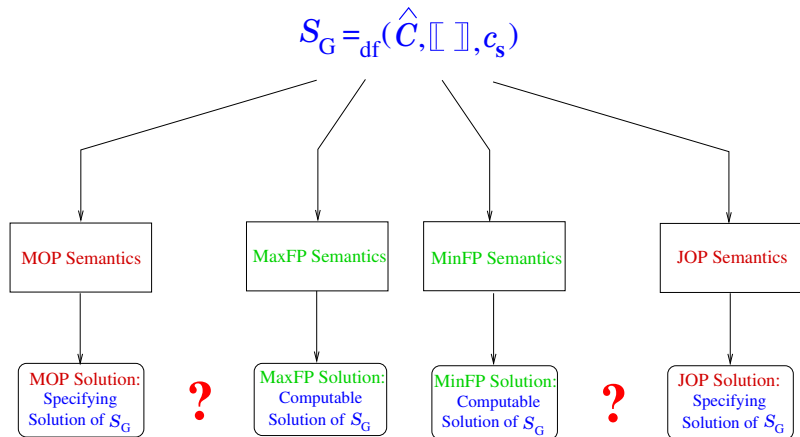 S_G =_df (Ĉ, ⟦ ⟧, c_s)
MOP Semantics
MaxFP Semantics
MinFP Semantics
JOP Semantics
MOP Solution:
Specifying
Solution of S_G
?
MaxFP Solution:
Computable
Solution of S_G
MinFP Solution:
Computable
Solution of S_G
?
JOP Solution:
Specifying
Solution of S_G